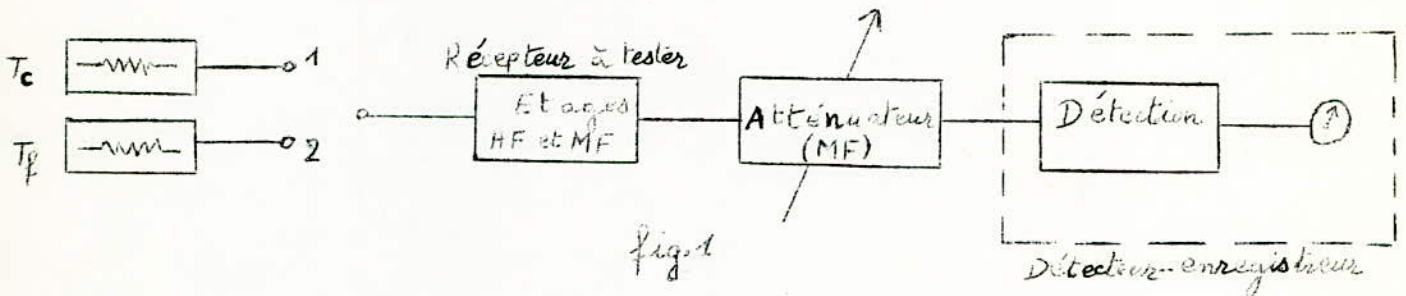 Tc
1
Récepteur à tester
Etages
HF et MF
Atténuateur
(MF)
Détection
Tf
2
fig.1
Détecteur-enregistreur